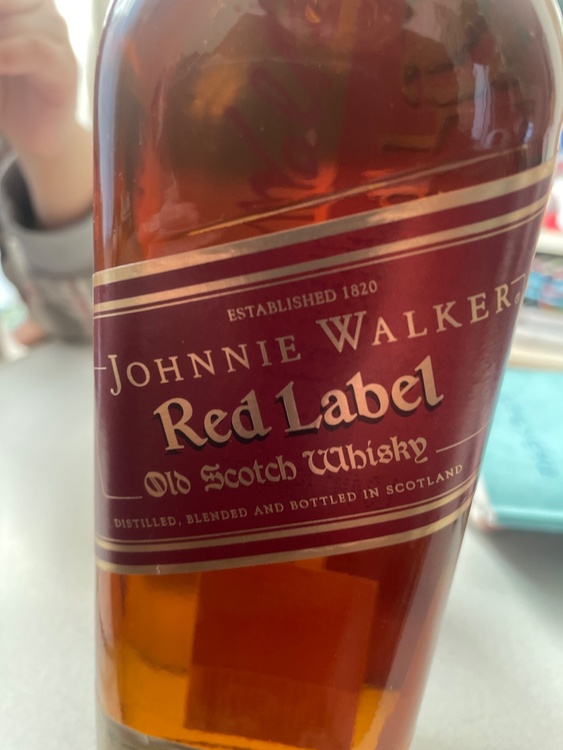 ESTABLISHED 1820
JOHNNIE WALKER
Red Label
Old Scotch Whisky
DISTILLED, BLENDED AND BOTTLED IN SCOTLAND